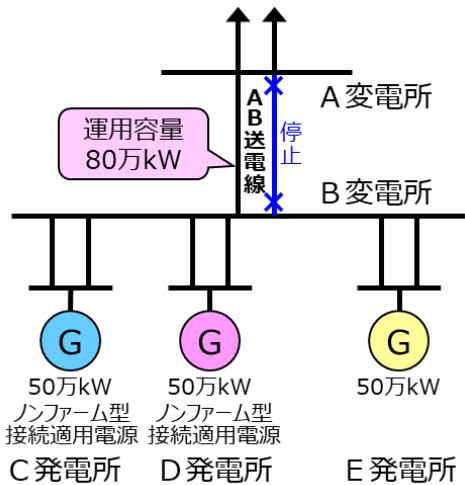 A変電所
AB送電線
停止
運用容量
80万kW
B変電所
G
50万kW
ノンファーム型
接続適用電源
C発電所
G
50万kW
ノンファーム型
接続適用電源
D発電所
G
50万kW
E発電所